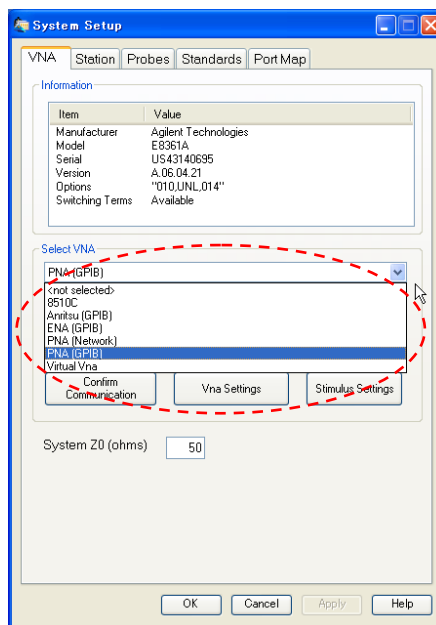 System Setup
VNA Station Probes Standards Port Map
Information
Item Value
Manufacturer Agilent Technologies
Model E8361A
Serial US43140695
Version A.06.04.21
Options "010,UNL,014"
Switching Terms Available
Select VNA
PNA (GPIB)
<not selected>
8510C
Anritsu (GPIB)
ENA (GPIB)
PNA (Network)
PNA (GPIB)
Virtual Vna
Confirm
Communication
Vna Settings
Stimulus Settings
System Z0 (ohms) 50
OK Cancel Apply Help